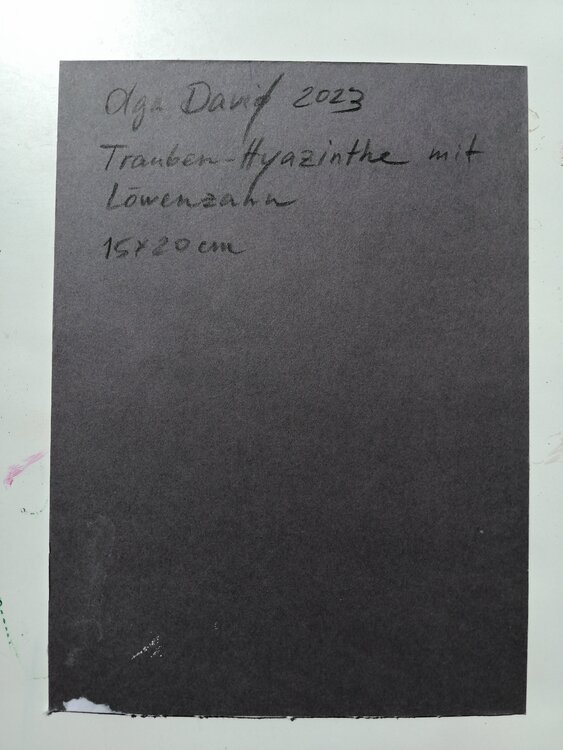 Olga David 2023
Trauben-Hyazinthe mit
Löwenzahn
15x20 cm